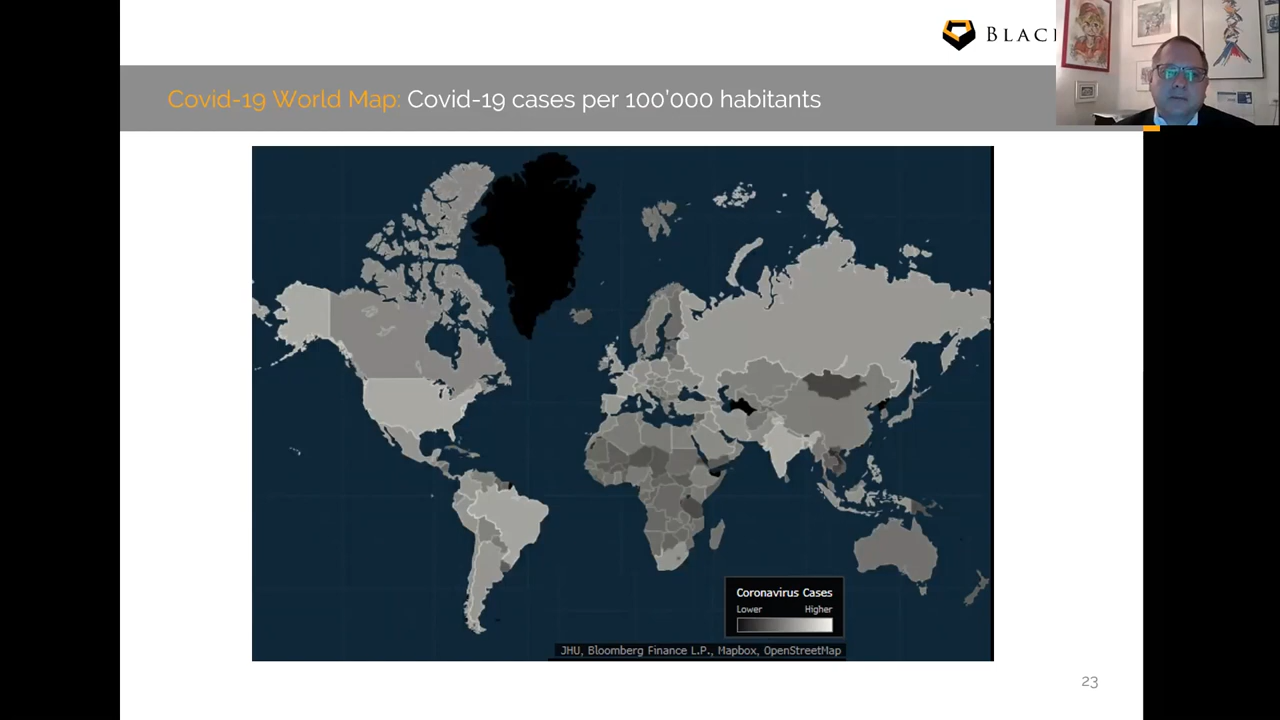 BLAC
Covid-19 World Map: Covid-19 cases per 100'000 habitants
Coronavirus Cases
Lower Higher
JHU, Bloomberg Finance L.P., Mapbox, OpenStreetMap
23